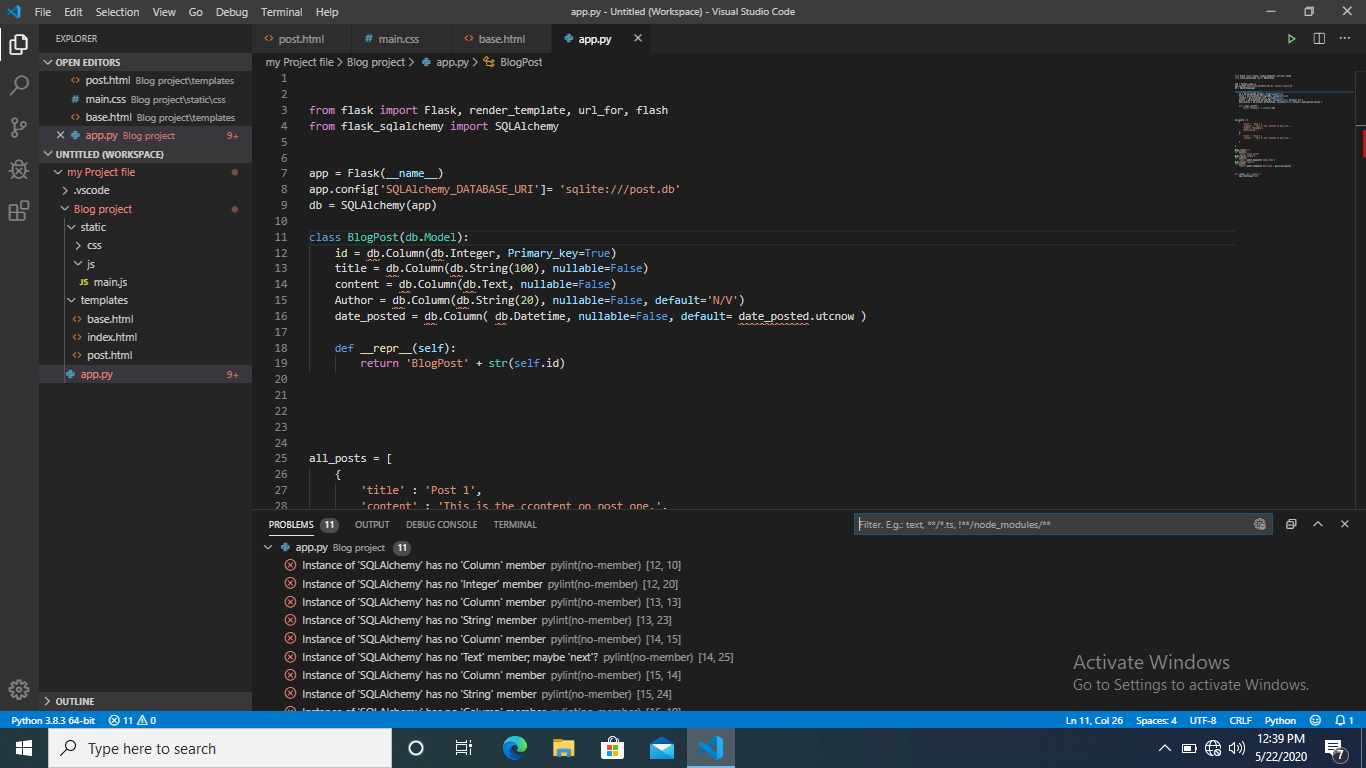 File Edit Selection View Go Debug Terminal Help app.py - Untitled (Workspace) - Visual Studio Code
EXPLORER
OPEN EDITORS
post.html Blog project\templates
main.css Blog project\static\css
base.html Blog project\templates
app.py Blog project 9+
UNTITLED (WORKSPACE)
my Project file
.vscode
Blog project
static
css
js
JS main.js
templates
base.html
index.html
post.html
app.py 9+
OUTLINE
post.html # main.css base.html app.py
my Project file > Blog project > app.py > BlogPost
1
2
3 from flask import Flask, render_template, url_for, flash
4 from flask_sqlalchemy import SQLAlchemy
5
6
7 app = Flask(__name__)
8 app.config['SQLAlchemy_DATABASE_URI']= 'sqlite:///post.db'
9 db = SQLAlchemy(app)
10
11 class BlogPost(db.Model):
12 id = db.Column(db.Integer, Primary_key=True)
13 title = db.Column(db.String(100), nullable=False)
14 content = db.Column(db.Text, nullable=False)
15 Author = db.Column(db.String(20), nullable=False, default='N/V')
16 date_posted = db.Column( db.Datetime, nullable=False, default= date_posted.utcnow )
17
18 def __repr__(self):
19 return 'BlogPost' + str(self.id)
20
21
22
23
24
25 all_posts = [
26 {
27 'title' : 'Post 1',
28 'content' : 'This is the ccontent on post one.',
PROBLEMS 11 OUTPUT DEBUG CONSOLE TERMINAL Filter. E.g.: text, **/*.ts, !**/node_modules/**
app.py Blog project 11
Instance of 'SQLAlchemy' has no 'Column' member pylint(no-member) [12, 10]
Instance of 'SQLAlchemy' has no 'Integer' member pylint(no-member) [12, 20]
Instance of 'SQLAlchemy' has no 'Column' member pylint(no-member) [13, 13]
Instance of 'SQLAlchemy' has no 'String' member pylint(no-member) [13, 23]
Instance of 'SQLAlchemy' has no 'Column' member pylint(no-member) [14, 15]
Instance of 'SQLAlchemy' has no 'Text' member; maybe 'next'? pylint(no-member) [14, 25]
Instance of 'SQLAlchemy' has no 'Column' member pylint(no-member) [15, 14]
Instance of 'SQLAlchemy' has no 'String' member pylint(no-member) [15, 24]
Activate Windows
Go to Settings to activate Windows.
Python 3.8.3 64-bit 11 0 Ln 11, Col 26 Spaces: 4 UTF-8 CRLF Python 1
Type here to search
12:39 PM
5/22/2020
7